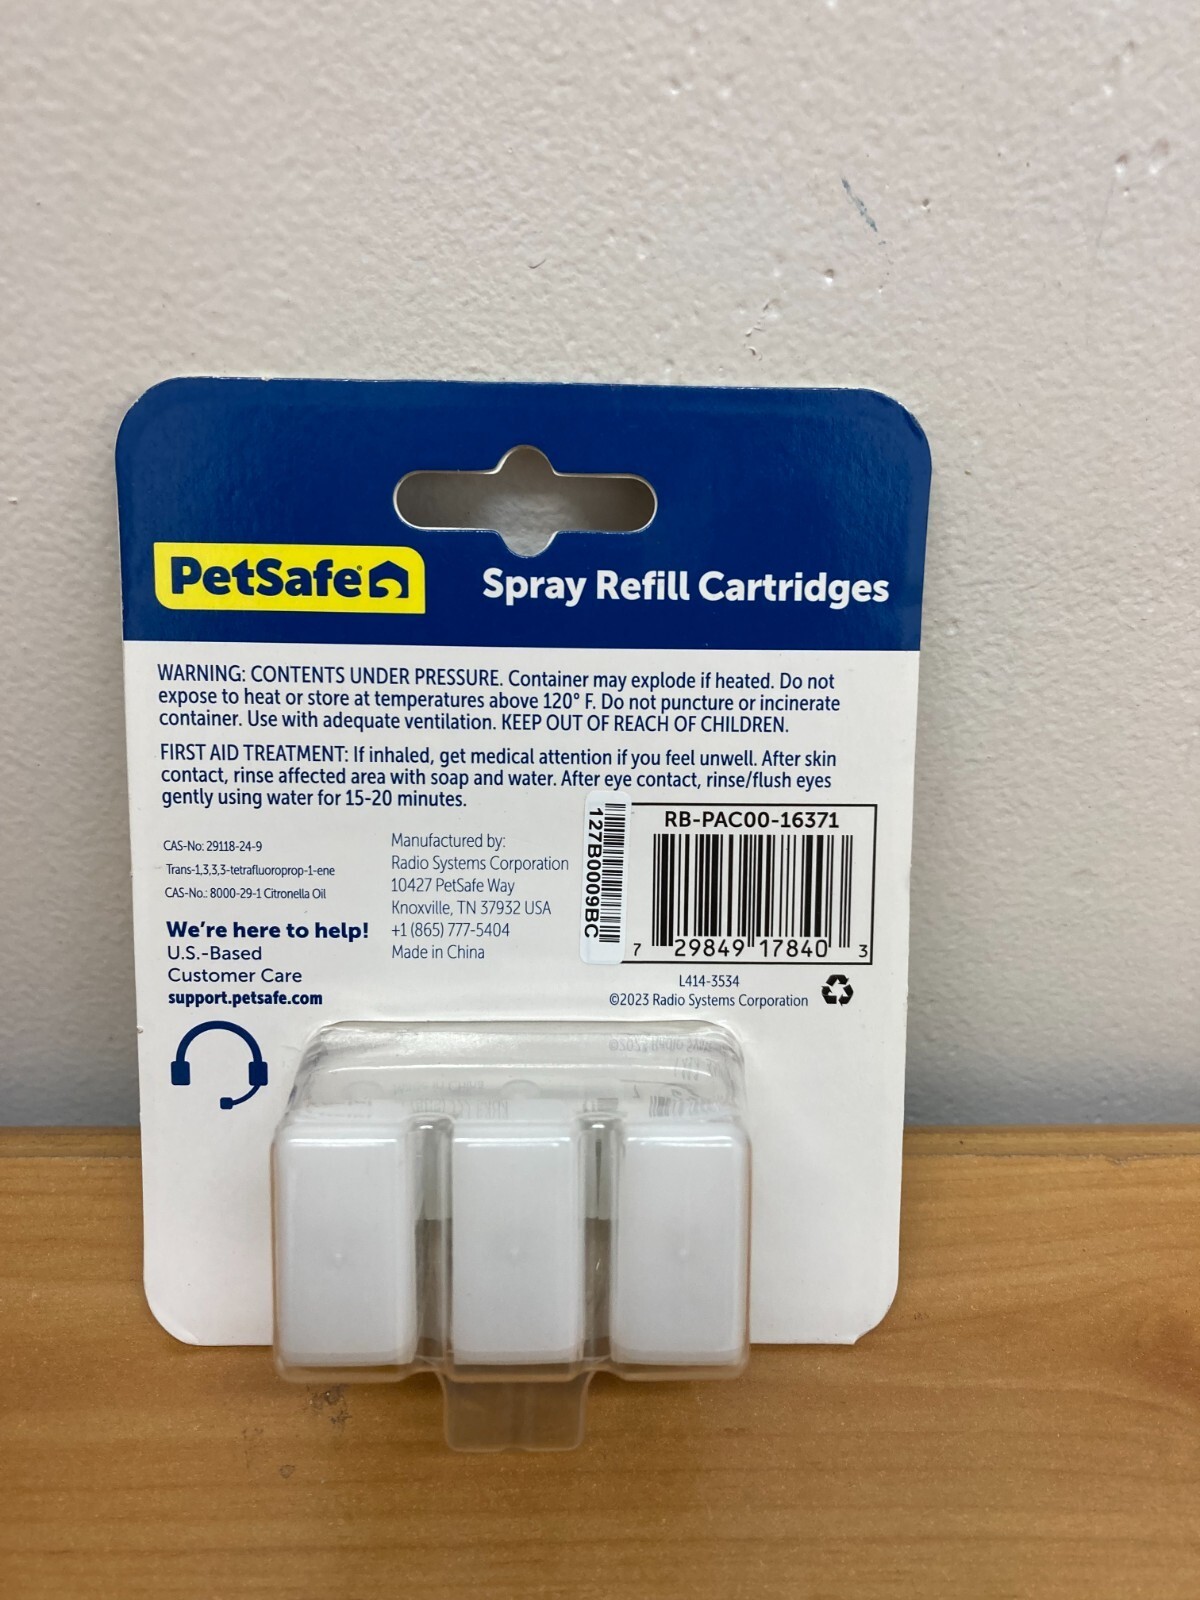 PetSafe®
Spray Refill Cartridges
WARNING: CONTENTS UNDER PRESSURE. Container may explode if heated. Do not
expose to heat or store at temperatures above 120° F. Do not puncture or incinerate
container. Use with adequate ventilation. KEEP OUT OF REACH OF CHILDREN.
FIRST AID TREATMENT: If inhaled, get medical attention if you feel unwell. After skin
contact, rinse affected area with soap and water. After eye contact, rinse/flush eyes
gently using water for 15-20 minutes.
CAS-No: 29118-24-9
Trans-1,3,3,3-tetrafluoroprop-1-ene
CAS-No.: 8000-29-1 Citronella Oil
We're here to help!
U.S.-Based
Customer Care
support.petsafe.com
Manufactured by:
Radio Systems Corporation
10427 PetSafe Way
Knoxville, TN 37932 USA
+1 (865) 777-5404
Made in China
127B0009BC
RB-PAC00-16371
7 29849 17840 3
L414-3534
©2023 Radio Systems Corporation